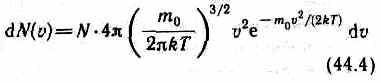 dN(v)=N·4π(m₀/2πkT)^3/2 v²e^−m₀v²/(2kT) dv
(44.4)